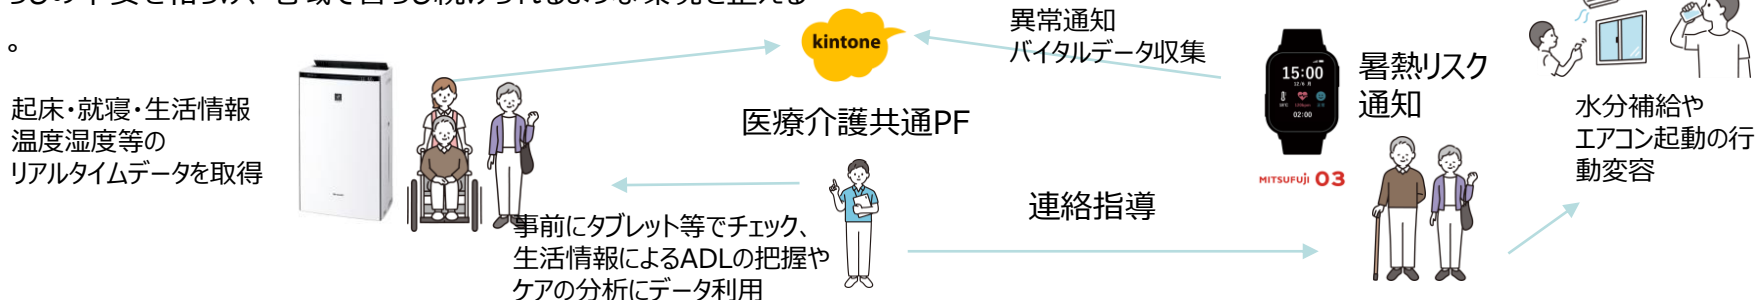 。
起床・就寝・生活情報
温度湿度等の
リアルタイムデータを取得
kintone
医療介護共通PF
事前にタブレット等でチェック、
生活情報によるADLの把握や
ケアの分析にデータ利用
異常通知
バイタルデータ収集
連絡指導
15:00
02:00
MITSUFUJI 03
暑熱リスク
通知
水分補給や
エアコン起動の行
動変容